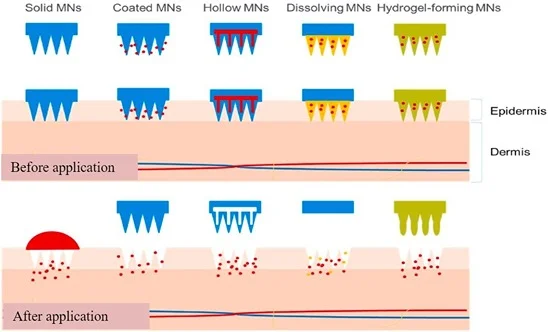 Solid MNs
Coated MNs
Hollow MNs
Dissolving MNs
Hydrogel-forming MNs
Epidermis
Dermis
Before application
After application